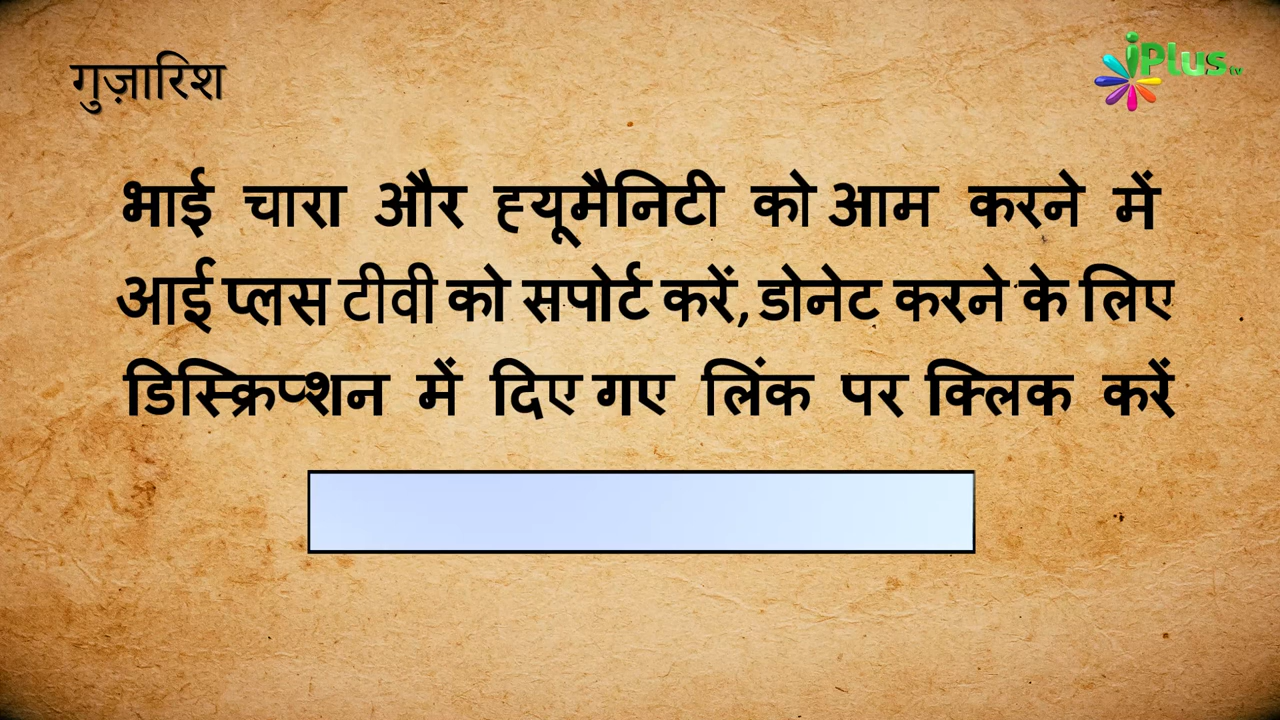 गुज़ारिश
iPlus tv
भाई चारा और ह्यूमैनिटी को आम करने में
आई प्लस टीवी को सपोर्ट करें, डोनेट करने के लिए
डिस्क्रिप्शन में दिए गए लिंक पर क्लिक करें